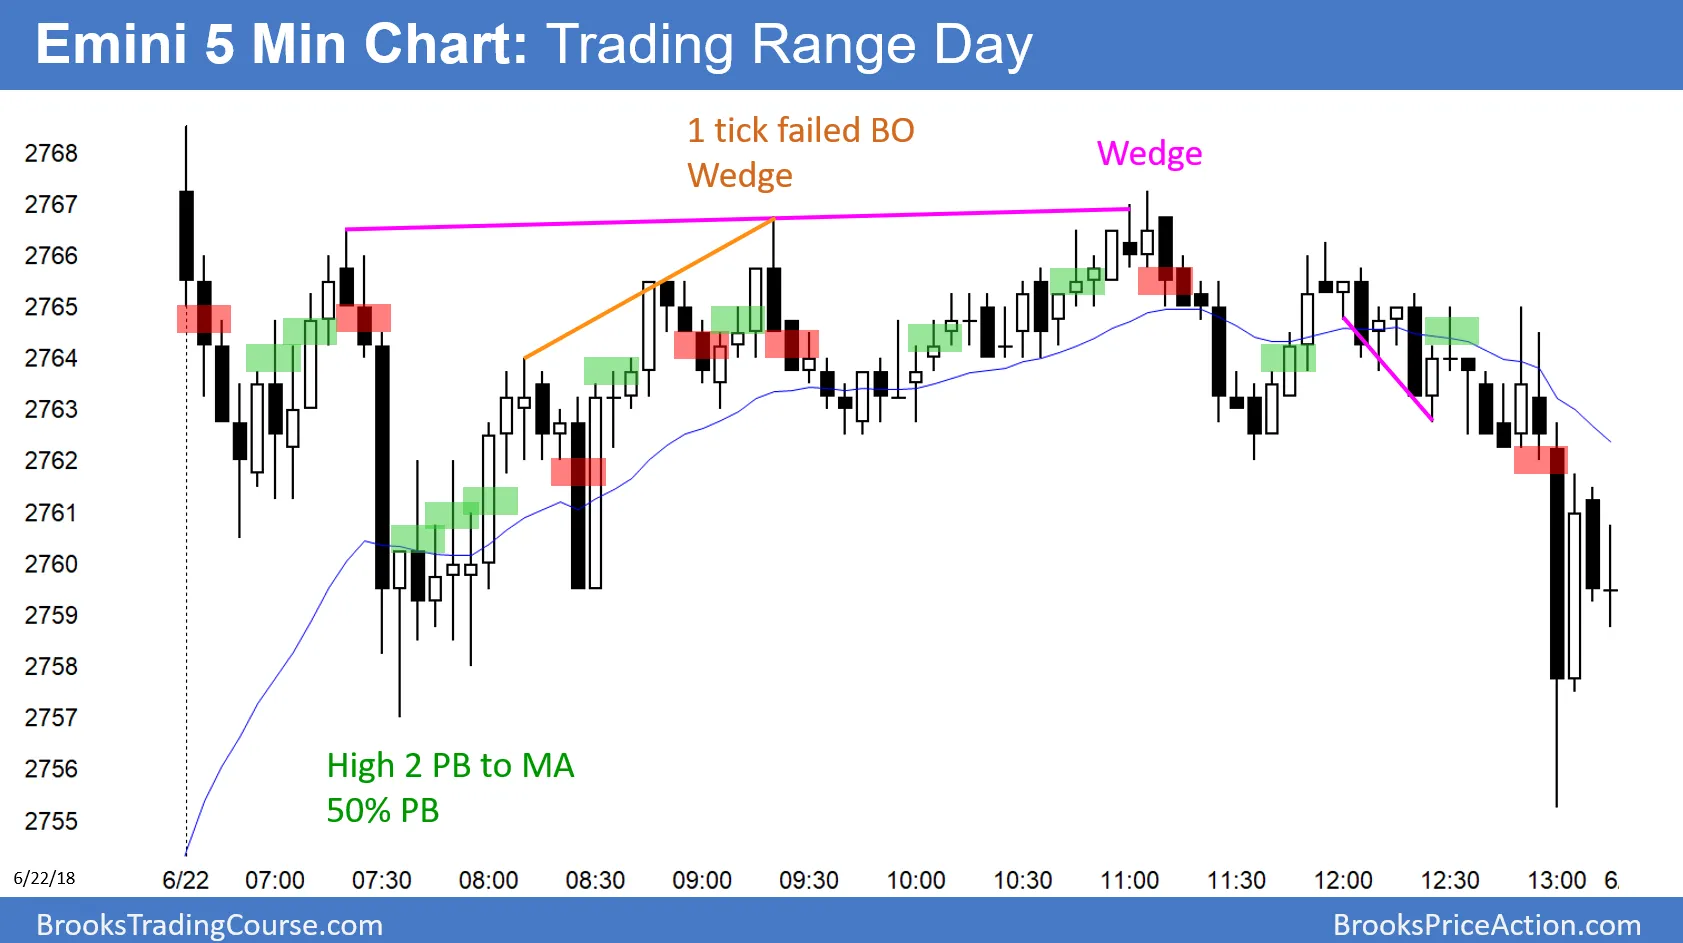 Emini 5 Min Chart: Trading Range Day
1 tick failed BO
Wedge
Wedge
2768
2767
2766
2765
2764
2763
2762
2761
2760
2759
2758
2757
2756
2755
High 2 PB to MA
50% PB
6/22/18
6/22 07:00 07:30 08:00 08:30 09:00 09:30 10:00 10:30 11:00 11:30 12:00 12:30 13:00 6/
BrooksTradingCourse.com
BrooksPriceAction.com